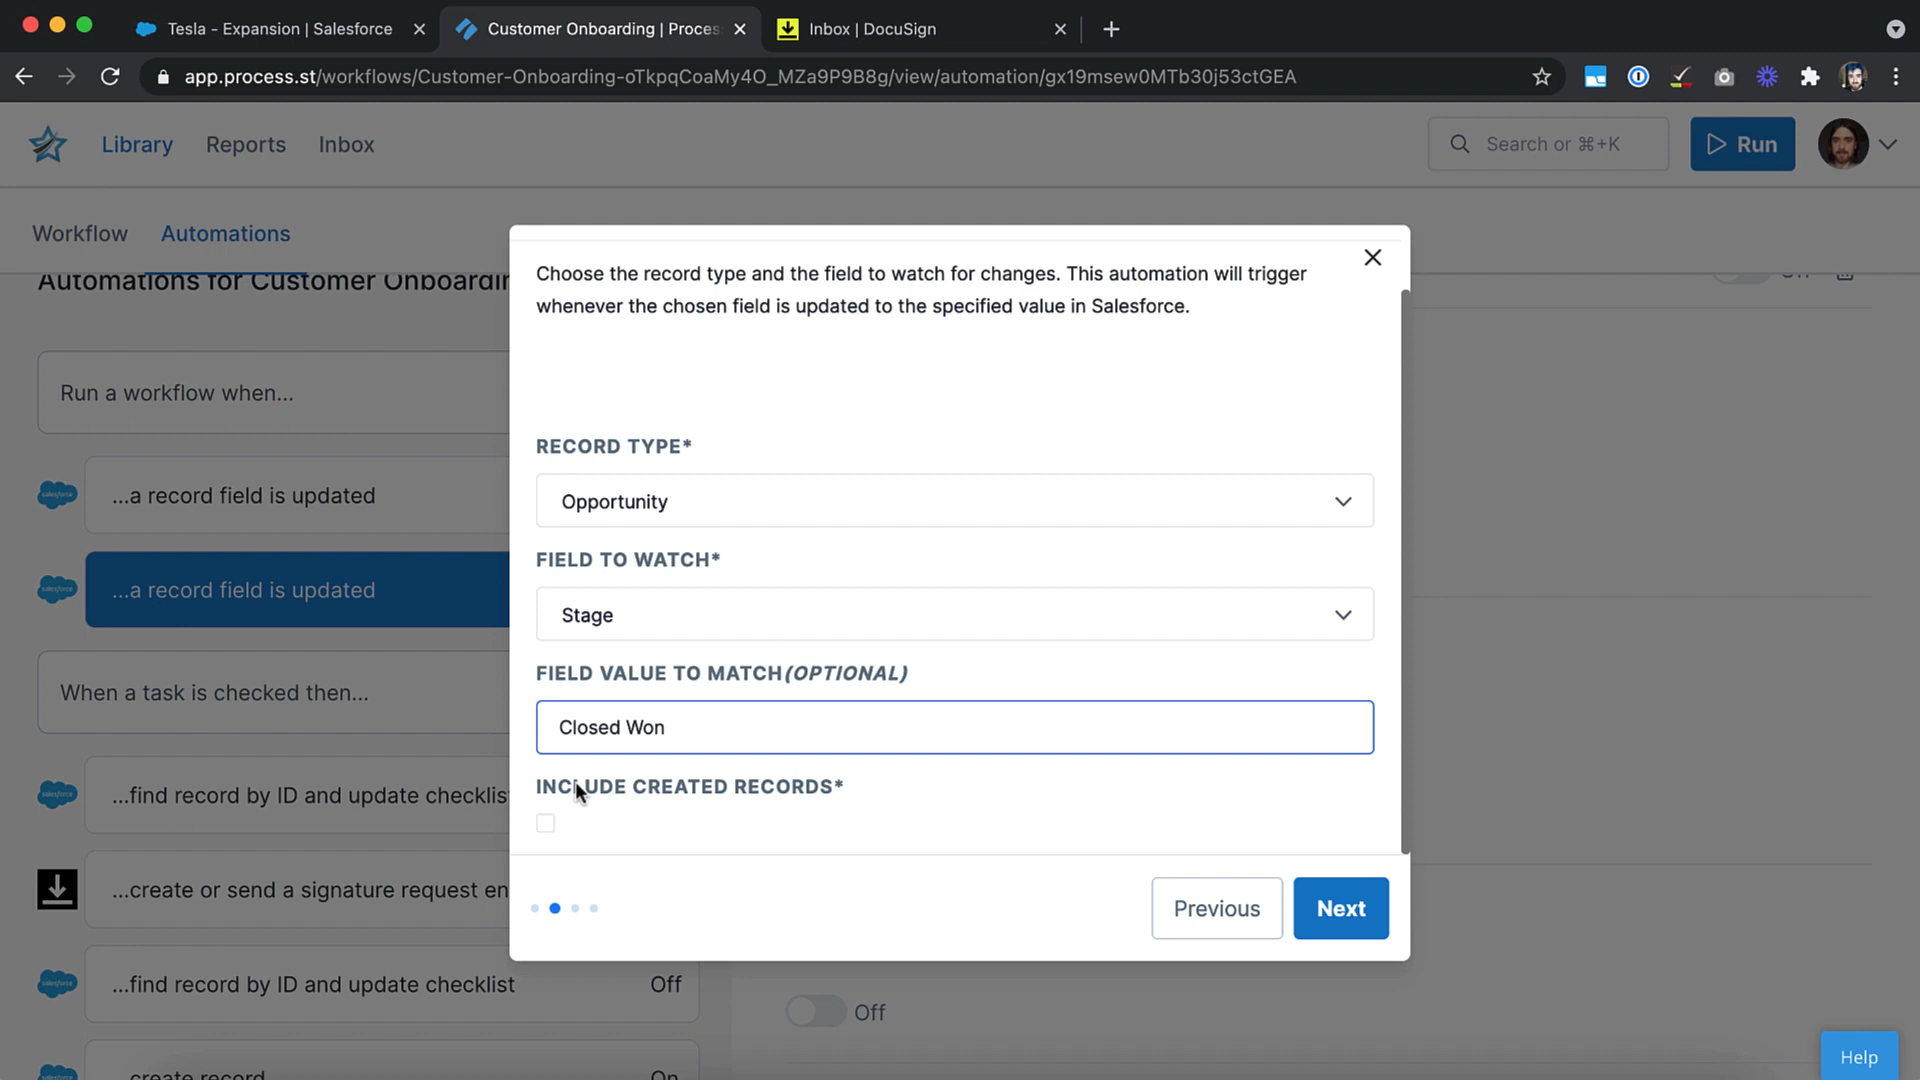 Tesla - Expansion | Salesforce
Customer Onboarding | Proces
Inbox | DocuSign
app.process.st/workflows/Customer-Onboarding-oTkpqCoaMy4O_MZa9P9B8g/view/automation/gx19msew0MTb30j53ctGEA
Library
Reports
Inbox
Search or ⌘+K
Run
Workflow
Automations
Automations for Customer Onboardin
Off
Choose the record type and the field to watch for changes. This automation will trigger
whenever the chosen field is updated to the specified value in Salesforce.
RECORD TYPE*
Opportunity
FIELD TO WATCH*
Stage
FIELD VALUE TO MATCH(OPTIONAL)
Closed Won
INCLUDE CREATED RECORDS*
Previous
Next
Run a workflow when...
salesforce
...a record field is updated
salesforce
...a record field is updated
When a task is checked then...
salesforce
...find record by ID and update checklis
...create or send a signature request en
salesforce
...find record by ID and update checklist
Off
...create record
On
Off
Help